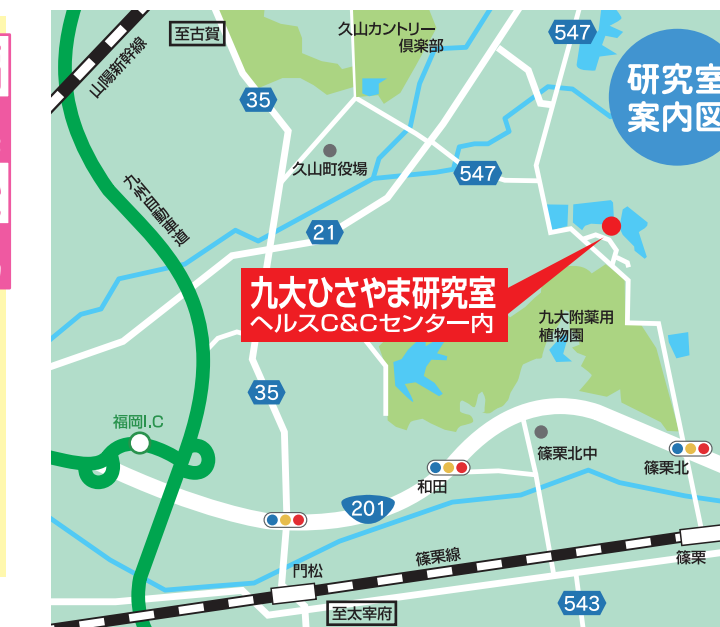 至古賀
久山カントリー
倶楽部
547
研究室
案内図
山陽新幹線
35
久山町役場
547
九州自動車道
21
九大ひさやま研究室
ヘルスC&Cセンター内
九大附薬用
植物園
35
福岡I.C
篠栗北中
篠栗北
和田
201
篠栗線
篠栗
門松
543
至太宰府